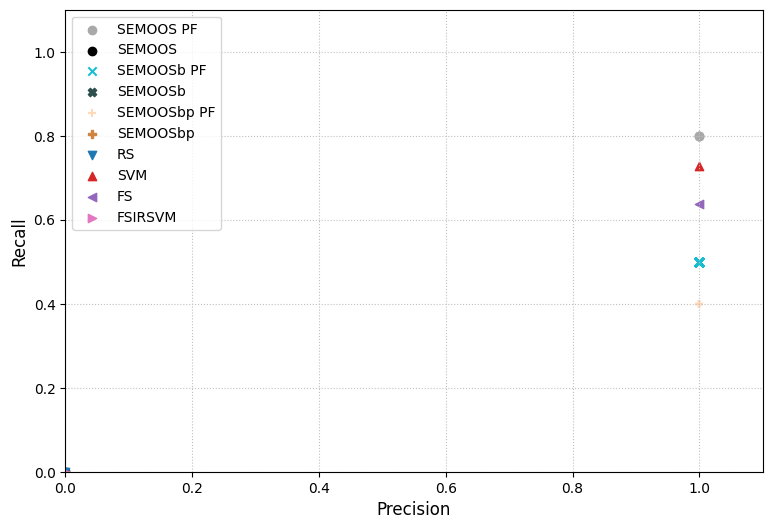 SEMOOS PF
SEMOOS
SEMOOSb PF
SEMOOSb
SEMOOSbp PF
SEMOOSbp
RS
SVM
FS
FSIRSVM
Recall
1.0
0.8
0.6
0.4
0.2
0.0
0.0 0.2 0.4 0.6 0.8 1.0
Precision